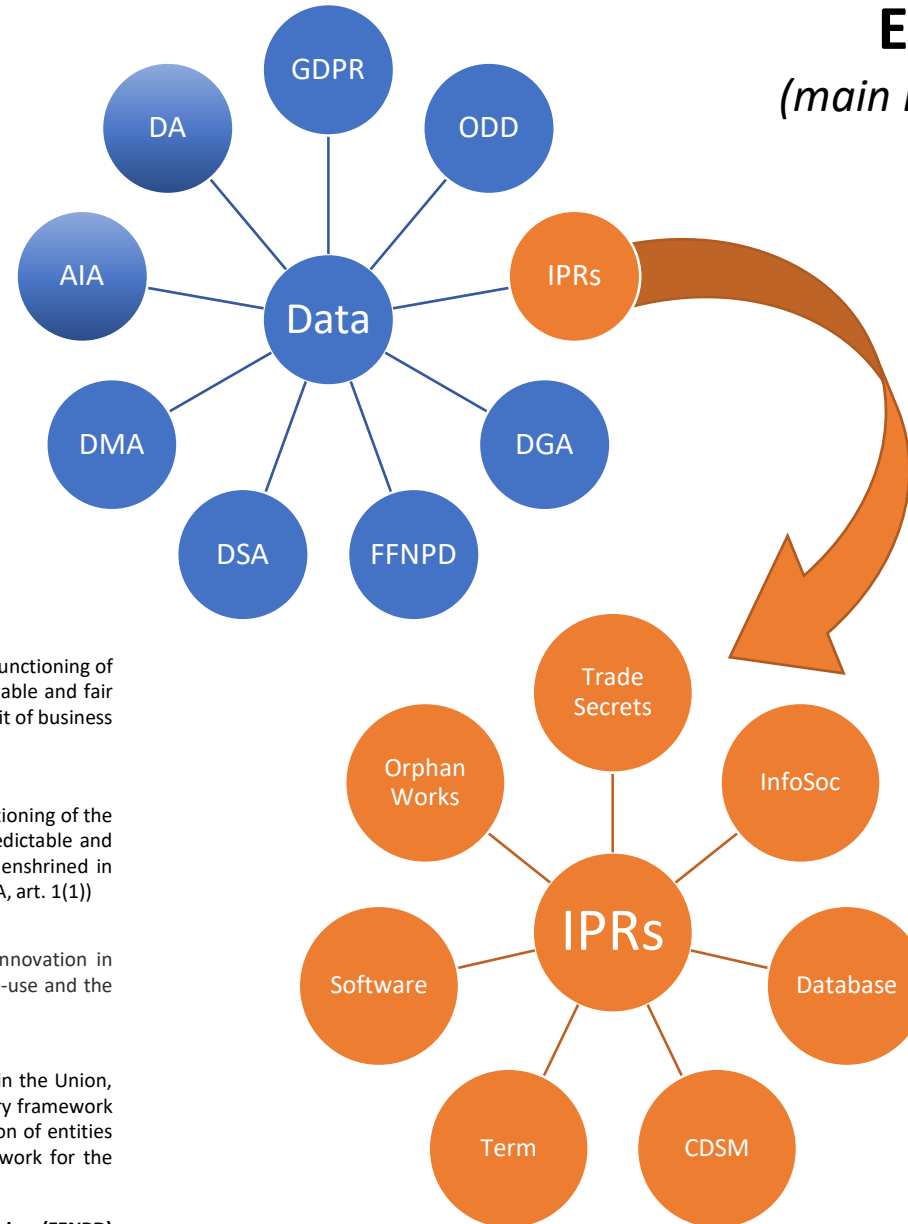 E
(main
GDPR
DA
ODD
AIA
IPRs
Data
DMA
DGA
DSA
FFNPD
unctioning of
able and fair
it of business
tioning of the
edictable and
enshrined in
A, art. 1(1))
nnovation in
-use and the
in the Union,
ry framework
on of entities
work for the
(FFNPD)
Trade
Secrets
Orphan
Works
InfoSoc
IPRs
Software
Database
Term
CDSM